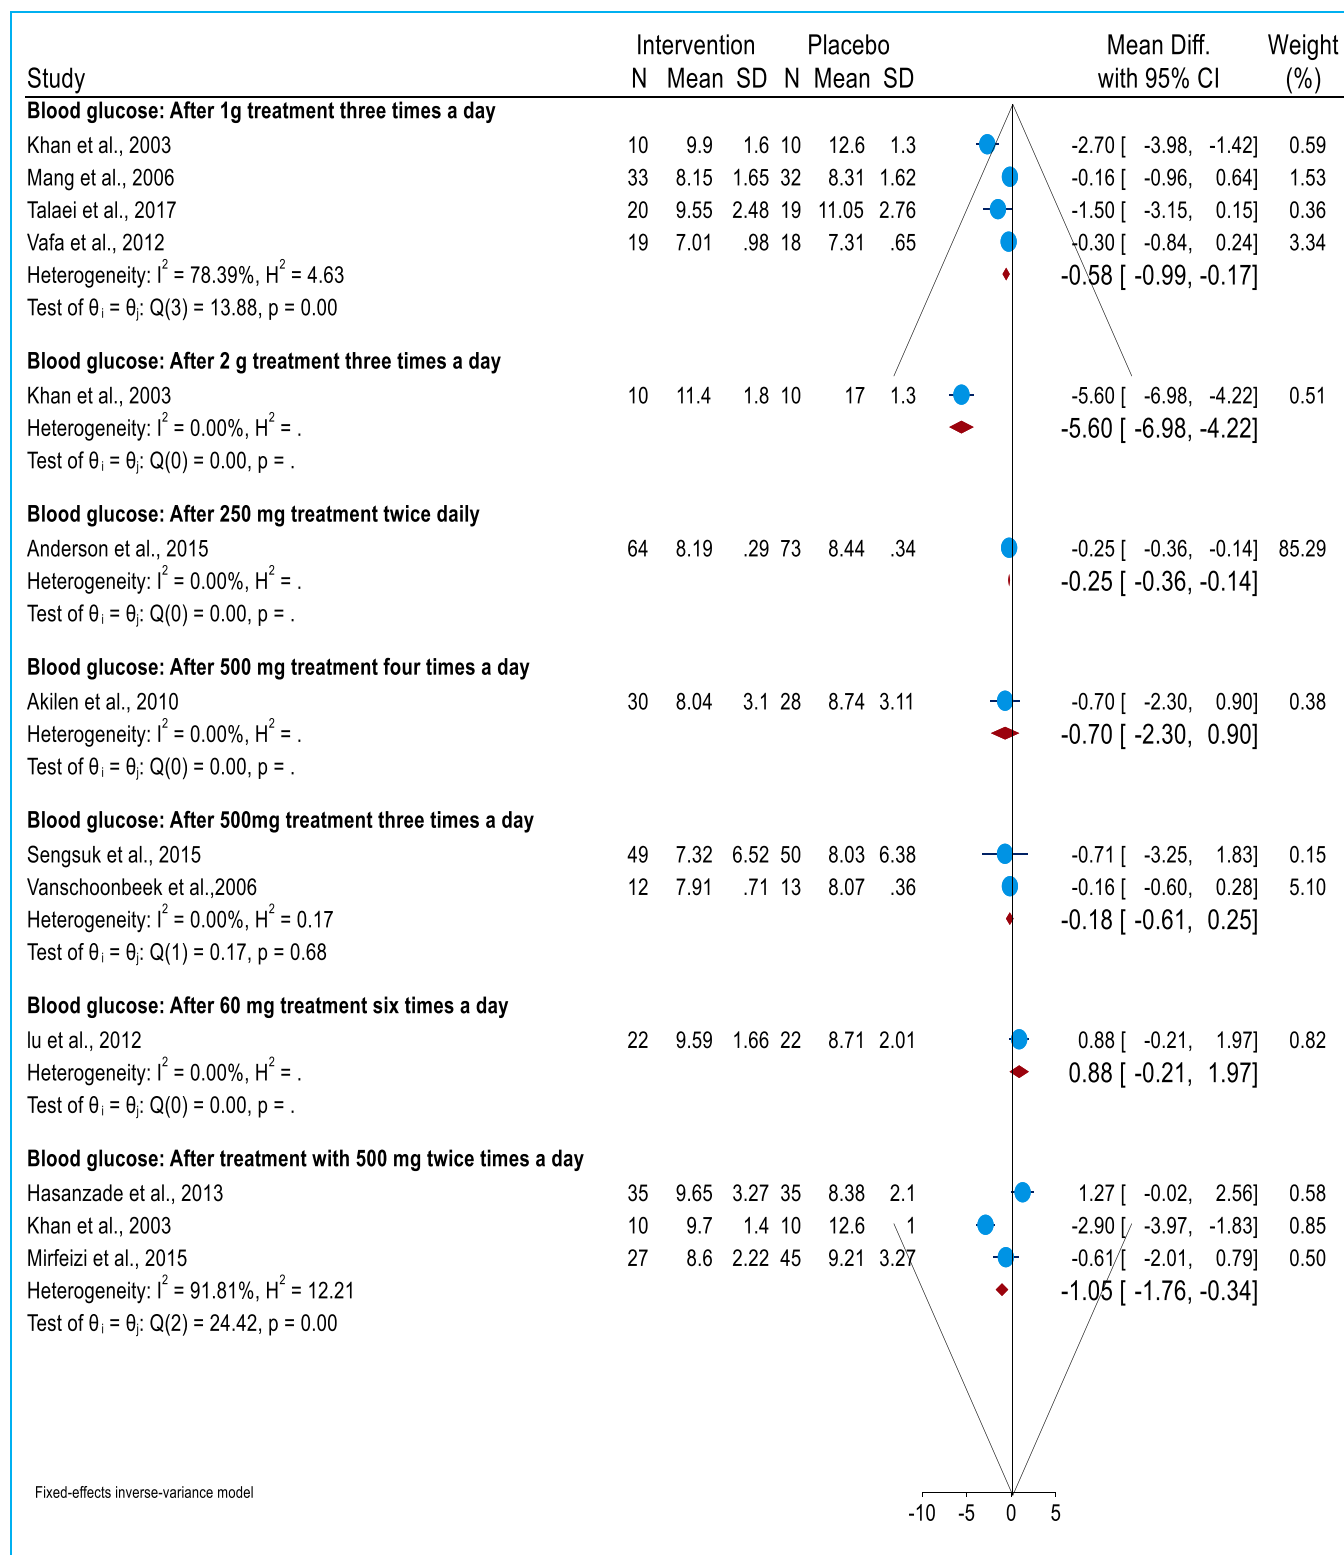 Intervention Placebo Mean Diff. Weight
Study N Mean SD N Mean SD with 95% CI (%)
Blood glucose: After 1g treatment three times a day
Khan et al., 2003 10 9.9 1.6 10 12.6 1.3 -2.70 [ -3.98, -1.42] 0.59
Mang et al., 2006 33 8.15 1.65 32 8.31 1.62 -0.16 [ -0.96, 0.64] 1.53
Talaei et al., 2017 20 9.55 2.48 19 11.05 2.76 -1.50 [ -3.15, 0.15] 0.36
Vafa et al., 2012 19 7.01 .98 18 7.31 .65 -0.30 [ -0.84, 0.24] 3.34
Heterogeneity: I² = 78.39%, H² = 4.63 -0.58 [ -0.99, -0.17]
Test of θi = θj: Q(3) = 13.88, p = 0.00
Blood glucose: After 2 g treatment three times a day
Khan et al., 2003 10 11.4 1.8 10 17 1.3 -5.60 [ -6.98, -4.22] 0.51
Heterogeneity: I² = 0.00%, H² = . -5.60 [ -6.98, -4.22]
Test of θi = θj: Q(0) = 0.00, p = .
Blood glucose: After 250 mg treatment twice daily
Anderson et al., 2015 64 8.19 .29 73 8.44 .34 -0.25 [ -0.36, -0.14] 85.29
Heterogeneity: I² = 0.00%, H² = . -0.25 [ -0.36, -0.14]
Test of θi = θj: Q(0) = 0.00, p = .
Blood glucose: After 500 mg treatment four times a day
Akilen et al., 2010 30 8.04 3.1 28 8.74 3.11 -0.70 [ -2.30, 0.90] 0.38
Heterogeneity: I² = 0.00%, H² = . -0.70 [ -2.30, 0.90]
Test of θi = θj: Q(0) = 0.00, p = .
Blood glucose: After 500mg treatment three times a day
Sengsuk et al., 2015 49 7.32 6.52 50 8.03 6.38 -0.71 [ -3.25, 1.83] 0.15
Vanschoonbeek et al.,2006 12 7.91 .71 13 8.07 .36 -0.16 [ -0.60, 0.28] 5.10
Heterogeneity: I² = 0.00%, H² = 0.17 -0.18 [ -0.61, 0.25]
Test of θi = θj: Q(1) = 0.17, p = 0.68
Blood glucose: After 60 mg treatment six times a day
lu et al., 2012 22 9.59 1.66 22 8.71 2.01 0.88 [ -0.21, 1.97] 0.82
Heterogeneity: I² = 0.00%, H² = . 0.88 [ -0.21, 1.97]
Test of θi = θj: Q(0) = 0.00, p = .
Blood glucose: After treatment with 500 mg twice times a day
Hasanzade et al., 2013 35 9.65 3.27 35 8.38 2.1 1.27 [ -0.02, 2.56] 0.58
Khan et al., 2003 10 9.7 1.4 10 12.6 1 -2.90 [ -3.97, -1.83] 0.85
Mirfeizi et al., 2015 27 8.6 2.22 45 9.21 3.27 -0.61 [ -2.01, 0.79] 0.50
Heterogeneity: I² = 91.81%, H² = 12.21 -1.05 [ -1.76, -0.34]
Test of θi = θj: Q(2) = 24.42, p = 0.00
Fixed-effects inverse-variance model
-10 -5 0 5